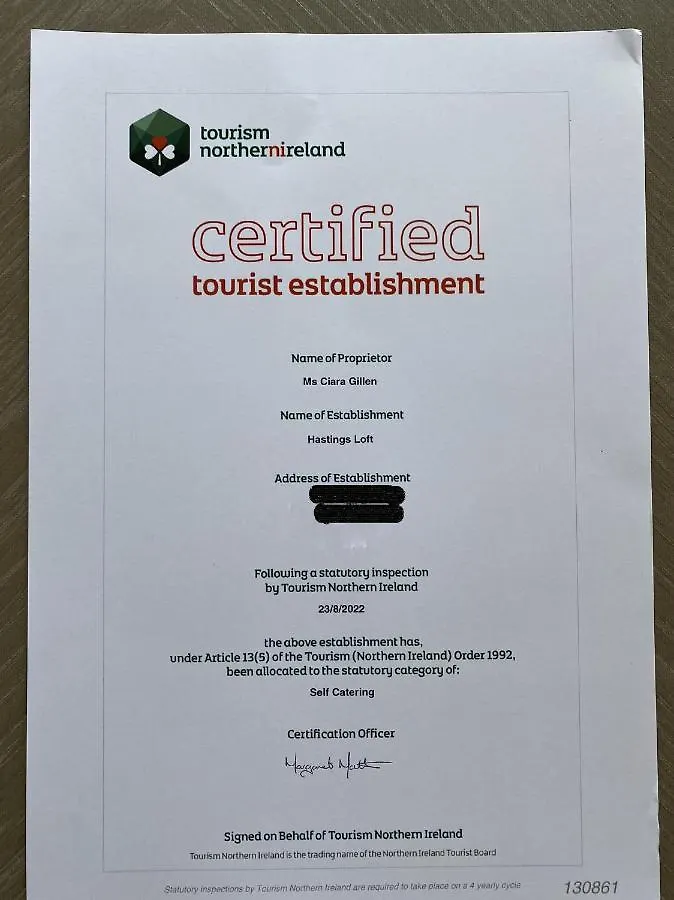 tourism
northernireland
certified
tourist establishment
Name of Proprietor
Ms Ciara Gillen
Name of Establishment
Hastings Loft
Address of Establishment
Following a statutory inspection
by Tourism Northern Ireland
23/8/2022
the above establishment has,
under Article 13(5) of the Tourism (Northern Ireland) Order 1992,
been allocated to the statutory category of:
Self Catering
Certification Officer
Margaret
Signed on Behalf of Tourism Northern Ireland
Tourism Northern Ireland is the trading name of the Northern Ireland Tourist Board
Statutory inspections by Tourism Northern Ireland are required to take place on a 4 yearly cycle
130861